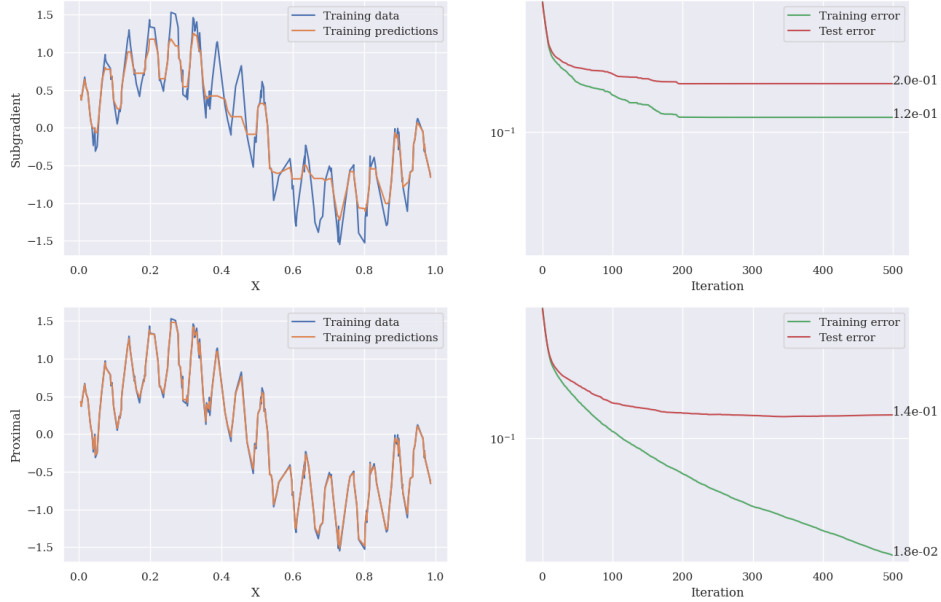 Training data
Training predictions
1.5
1.0
0.5
0.0
−0.5
−1.0
−1.5
Subgradient
0.0 0.2 0.4 0.6 0.8 1.0
X
Training error
Test error
2.0e-01
1.2e-01
10⁻¹
0 100 200 300 400 500
Iteration
Training data
Training predictions
1.5
1.0
0.5
0.0
−0.5
−1.0
−1.5
Proximal
0.0 0.2 0.4 0.6 0.8 1.0
X
Training error
Test error
1.4e-01
10⁻¹
1.8e-02
0 100 200 300 400 500
Iteration